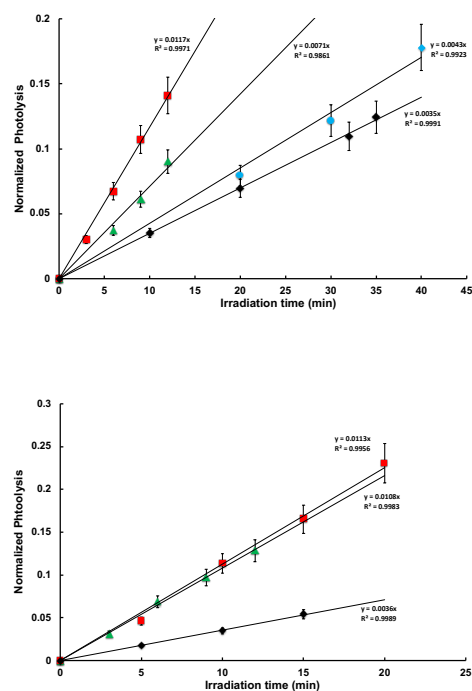 0.2
0.15
0.1
0.05
0
Normalized Photolysis
y = 0.0117x
R² = 0.9971
y = 0.0071x
R² = 0.9861
y = 0.0043x
R² = 0.9923
y = 0.0035x
R² = 0.9991
0 5 10 15 20 25 30 35 40 45
Irradiation time (min)
0.3
0.25
0.2
0.15
0.1
0.05
0
Normalized Phtoolysis
y = 0.0113x
R² = 0.9956
y = 0.0108x
R² = 0.9983
y = 0.0036x
R² = 0.9989
0 5 10 15 20 25
Irradiation time (min)